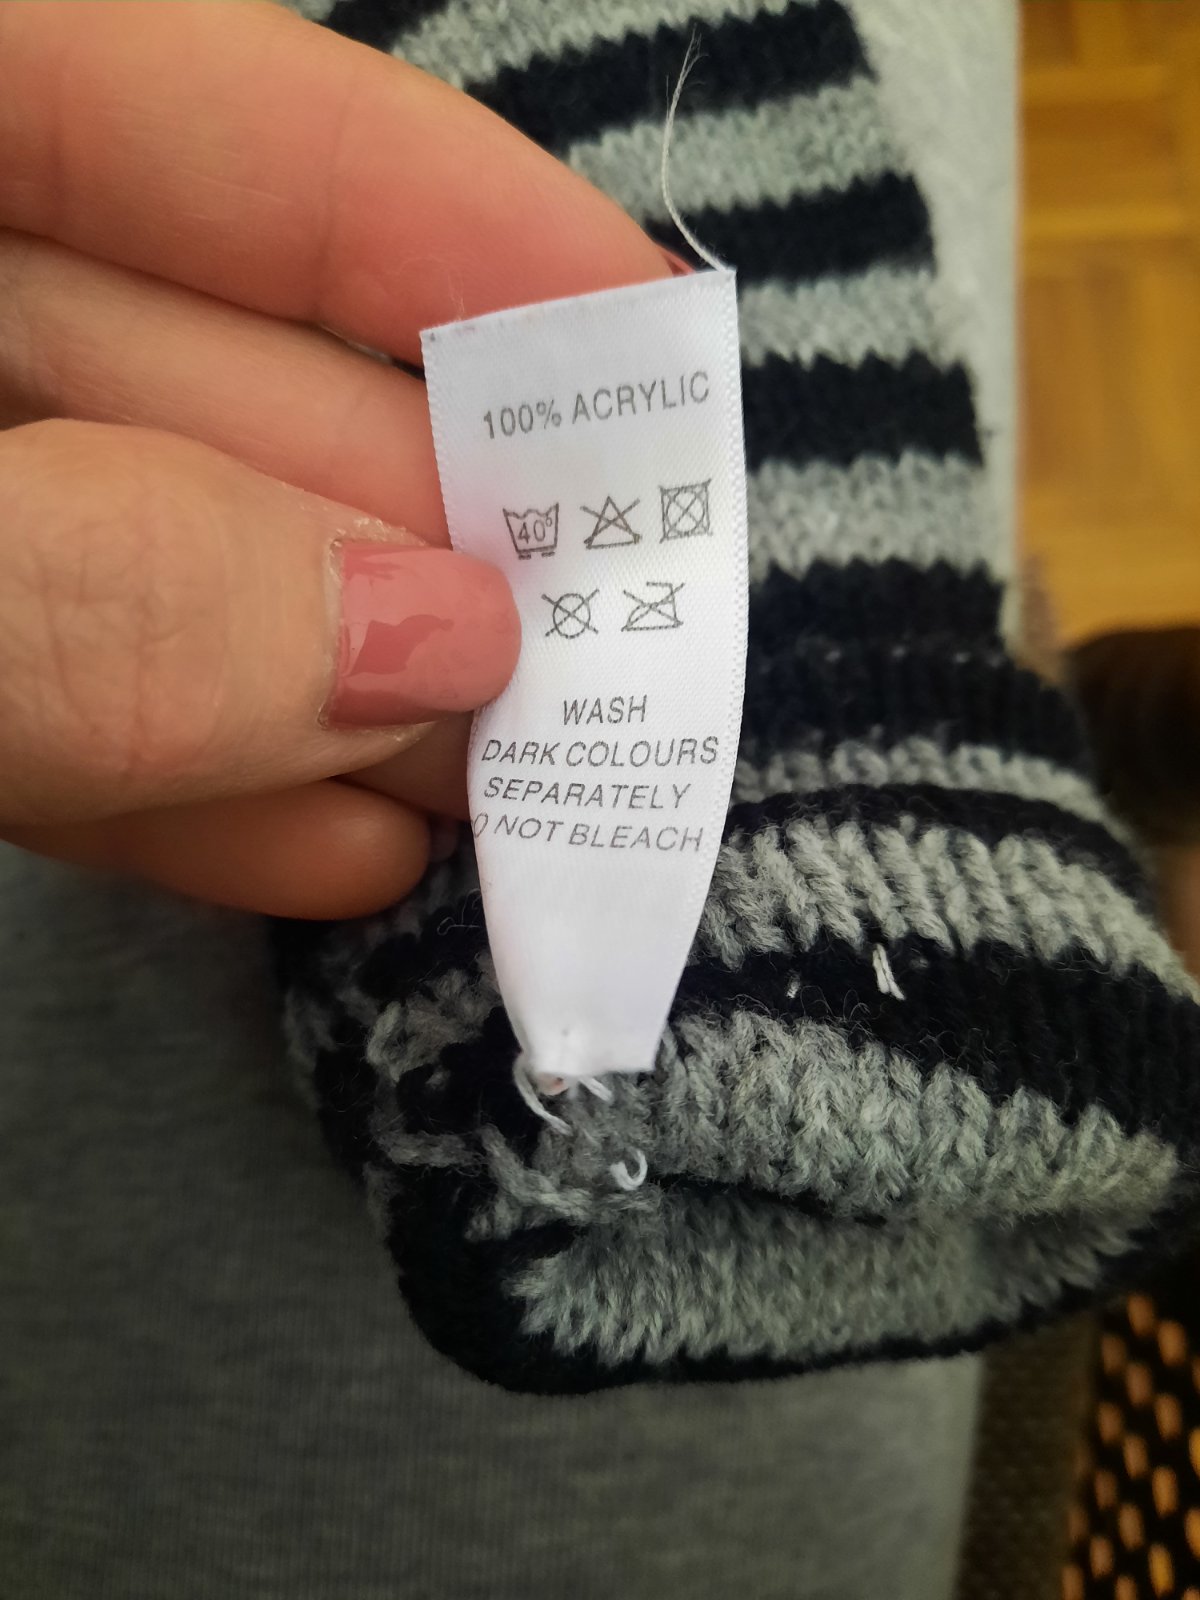 100% ACRYLIC
40°
WASH
DARK COLOURS
SEPARATELY
O NOT BLEACH